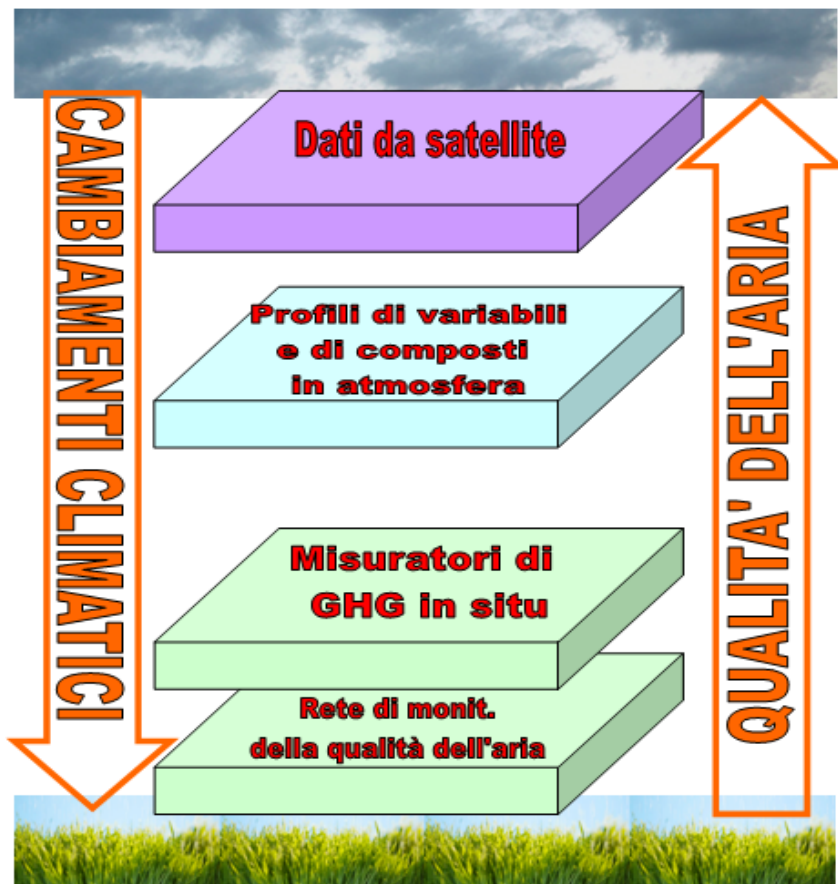 CAMBIAMENTI CLIMATICI
Dati da satellite
Profili di variabili
e di composti
in atmosfera
Misuratori di
GHG in situ
Rete di monit.
della qualità dell'aria
QUALITA' DELL'ARIA